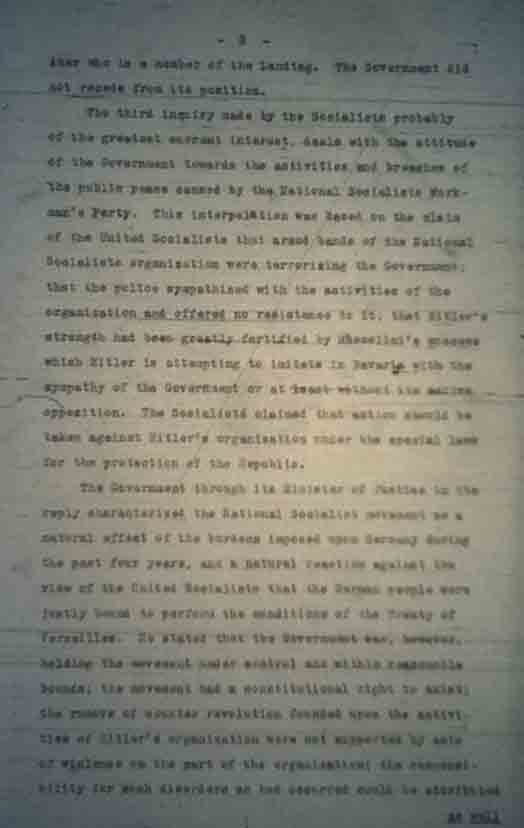 - 2 -
who is a member of the Landtag. The Government did
not recede from its position.
The third inquiry made by the Socialists probably
of the greatest current interest, deals with the attitude
of the Government towards the activities and breaches of
the public peace caused by the National Socialists Work-
man's Party. This interpelation was based on the claim
of the United Socialists that armed bands of the National
Socialists organization were terrorizing the Government;
that the police sympathized with the activities of the
organization and offered no resistance to it; that Hitler's
strength had been greatly fortified by Mussolini's success
which Hitler is attempting to imitate in Bavaria with the
sympathy of the Government or at least without its active
opposition. The Socialists claimed that action should be
taken against Hitler's organization under the special laws
for the protection of the Republic.
The Government through its Minister of Justice in its
reply characterized the National Socialist movement as a
natural effect of the burdens imposed upon Germany during
the past four years, and a natural reaction against the
view of the United Socialists that the German people were
justly bound to perform the conditions of the Treaty of
Versailles. He stated that the Government was, however,
holding the movement under control and within reasonable
bounds; the movement had a constitutional right to exist;
the rumors of counter revolution founded upon the activi-
ties of Hitler's organization were not supported by acts
of violence on the part of the organization; the responsi-
bility for such disorders as had occurred could be attributed
as well